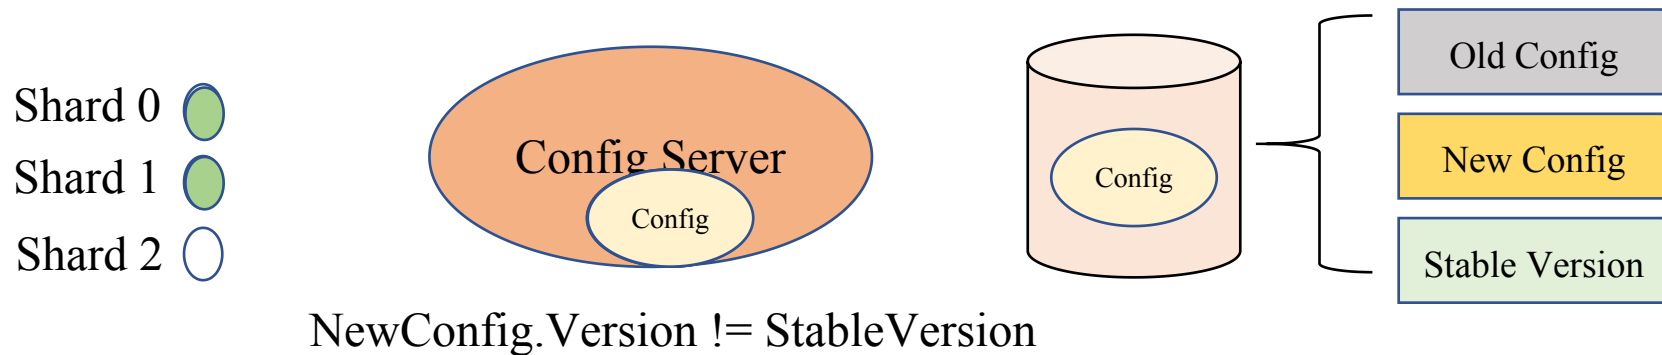 Shard 0
Shard 1
Shard 2
Config Server
Config
NewConfig.Version != StableVersion
Config
Old Config
New Config
Stable Version